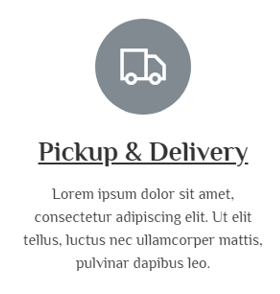 Pickup & Delivery
Lorem ipsum dolor sit amet,
consectetur adipiscing elit. Ut elit
tellus, luctus nec ullamcorper mattis,
pulvinar dapibus leo.